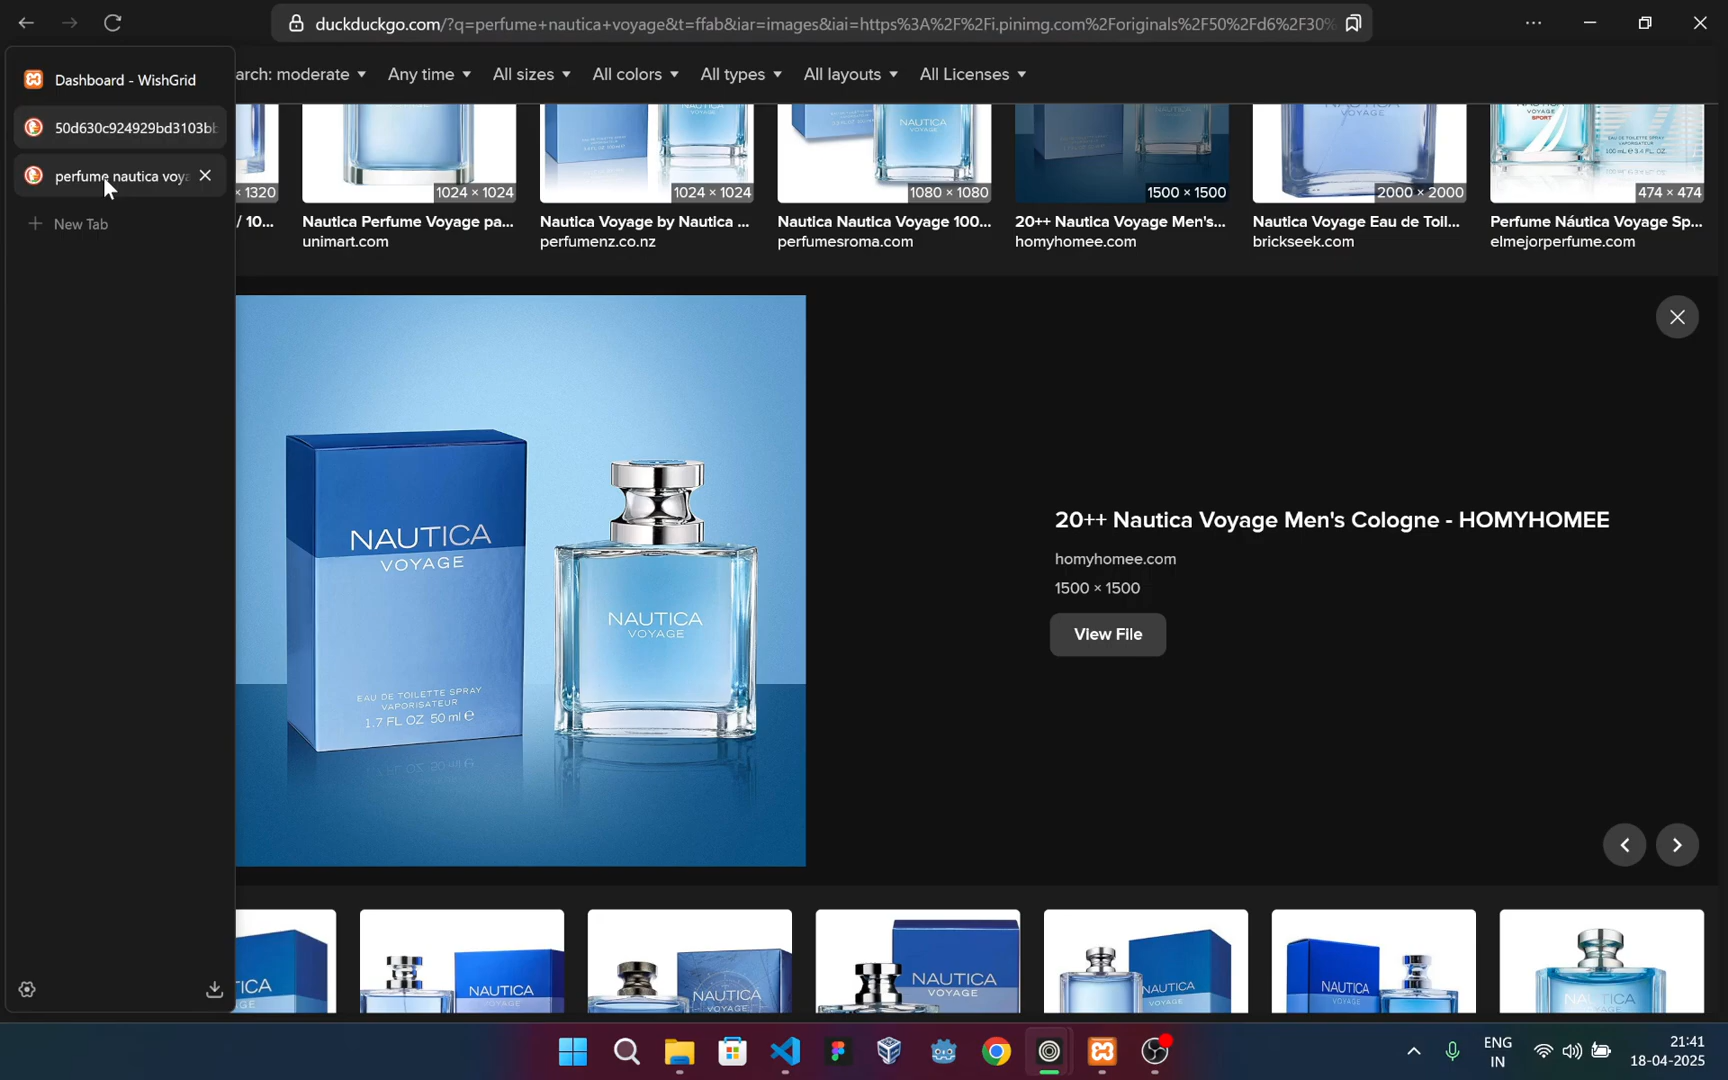 duckduckgo.com/?q=perfume+nautica+voyage&t=ffab&iar=images&iai=https%3A%2F%2Fi.pinimg.com%2Foriginals%2F50%2Fd6%2F30%
Dashboard - WishGrid
50d630c924929bd3103bb
perfume nautica voya
New Tab
arch: moderate
Any time
All sizes
All colors
All types
All layouts
All Licenses
NAUTICA
NAUTICA
VOYAGE
SPORT
× 1320
1024 × 1024
1024 × 1024
1080 × 1080
1500 × 1500
2000 × 2000
474 × 474
/ 10...
Nautica Perfume Voyage pa...
unimart.com
Nautica Voyage by Nautica ...
perfumenz.co.nz
Nautica Nautica Voyage 100...
perfumesroma.com
20++ Nautica Voyage Men's...
homyhomee.com
Nautica Voyage Eau de Toil...
brickseek.com
Perfume Náutica Voyage Sp...
elmejorperfume.com
NAUTICA
VOYAGE
EAU DE TOILETTE SPRAY
VAPORISATEUR
1.7 FL. OZ. 50 ml e
NAUTICA
VOYAGE
20++ Nautica Voyage Men's Cologne - HOMYHOMEE
homyhomee.com
1500 × 1500
View File
NAUTICA
NAUTICA
NAUTICA
NAUTICA
NAUTICA
ENG
IN
21:41
18-04-2025